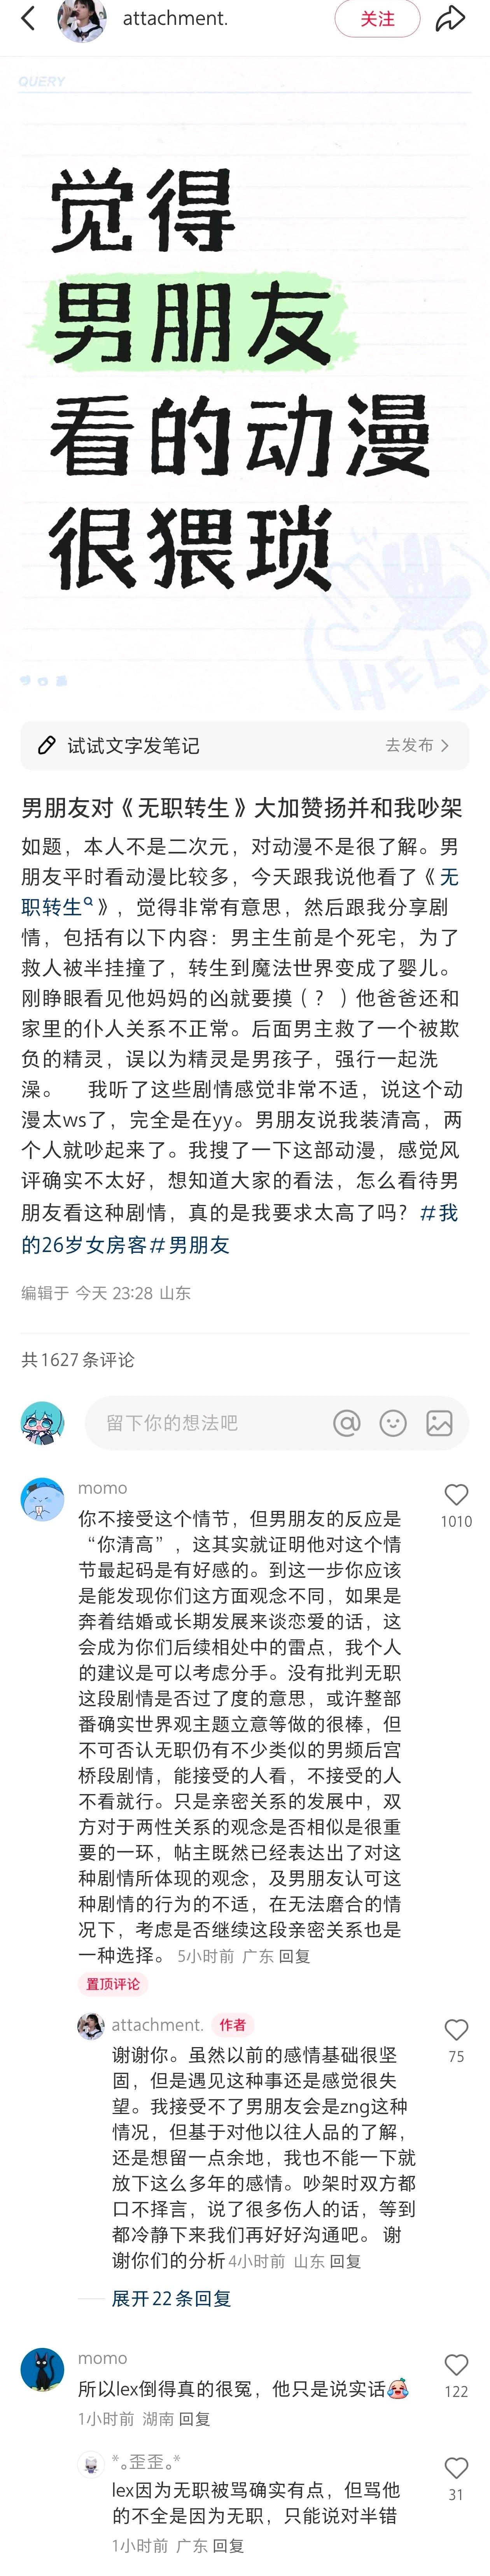 attachment.
关注
QUERY
觉得
男朋友
看的动漫
很猥琐
HELP
试试文字发笔记
去发布
男朋友对《无职转生》大加赞扬并和我吵架
如题，本人不是二次元，对动漫不是很了解。男
朋友平时看动漫比较多，今天跟我说他看了《无
职转生》，觉得非常有意思，然后跟我分享剧
情，包括有以下内容：男主生前是个死宅，为了
救人被半挂撞了，转生到魔法世界变成了婴儿。
刚睁眼看见他妈妈的凶就要摸（？）他爸爸还和
家里的仆人关系不正常。后面男主救了一个被欺
负的精灵，误以为精灵是男孩子，强行一起洗
澡。 我听了这些剧情感觉非常不适，说这个动
漫太ws了，完全是在yy。男朋友说我装清高，两
个人就吵起来了。我搜了一下这部动漫，感觉风
评确实不太好，想知道大家的看法，怎么看待男
朋友看这种剧情，真的是我要求太高了吗？#我
的26岁女房客#男朋友
编辑于 今天 23:28 山东
共1627条评论
留下你的想法吧
momo
你不接受这个情节，但男朋友的反应是
“你清高”，这其实就证明他对这个情
节最起码是有好感的。到这一步你应该
是能发现你们这方面观念不同，如果是
奔着结婚或长期发展来谈恋爱的话，这
会成为你们后续相处中的雷点，我个人
的建议是可以考虑分手。没有批判无职
这段剧情是否过了度的意思，或许整部
番确实世界观主题立意等做的很棒，但
不可否认无职仍有不少类似的男频后宫
桥段剧情，能接受的人看，不接受的人
不看就行。只是亲密关系的发展中，双
方对于两性关系的观念是否相似是很重
要的一环，帖主既然已经表达出了对这
种剧情所体现的观念，及男朋友认可这
种剧情的行为的不适，在无法磨合的情
况下，考虑是否继续这段亲密关系也是
一种选择。 5小时前 广东 回复
1010
置顶评论
attachment. 作者
谢谢你。虽然以前的感情基础很坚
固，但是遇见这种事还是感觉很失
望。我接受不了男朋友会是zng这种
情况，但基于对他以往人品的了解，
还是想留一点余地，我也不能一下就
放下这么多年的感情。吵架时双方都
口不择言，说了很多伤人的话，等到
都冷静下来我们再好好沟通吧。 谢
谢你们的分析 4小时前 山东 回复
75
展开22条回复
momo
所以lex倒得真的很冤，他只是说实话
122
1小时前 湖南 回复
*。歪歪。*
lex因为无职被骂确实有点，但骂他
的不全是因为无职，只能说对半错
31
1小时前 广东 回复